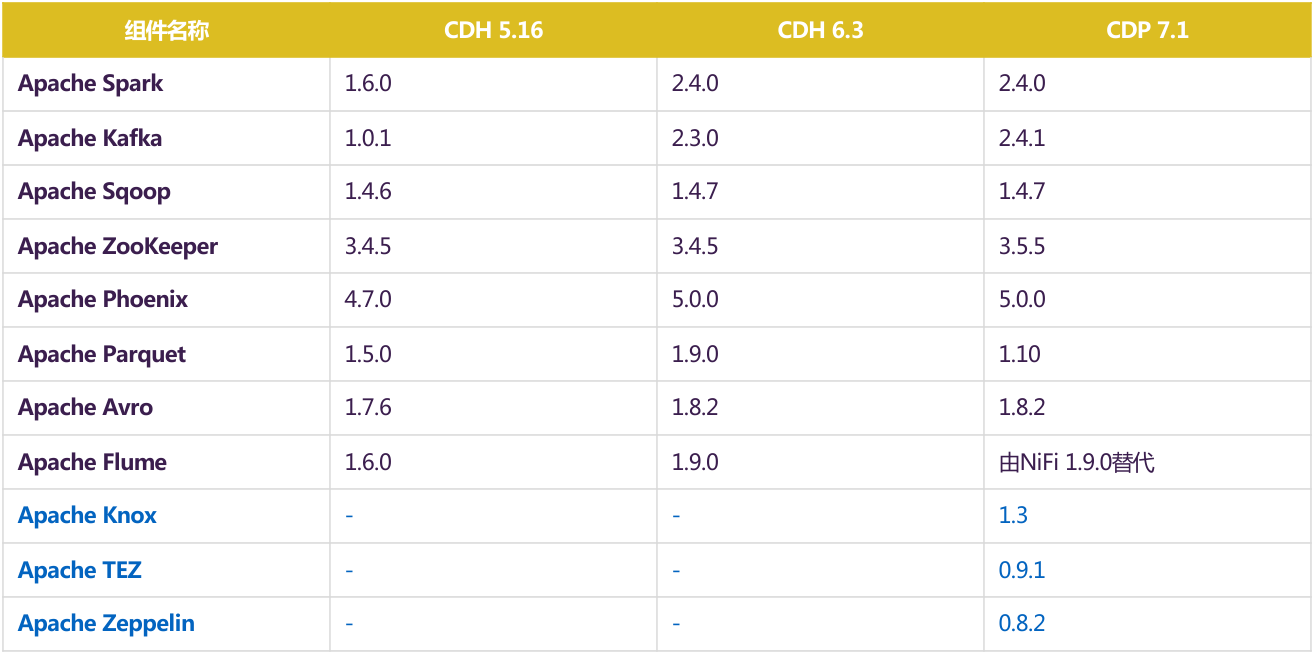 组件名称 CDH 5.16 CDH 6.3 CDP 7.1
Apache Spark 1.6.0 2.4.0 2.4.0
Apache Kafka 1.0.1 2.3.0 2.4.1
Apache Sqoop 1.4.6 1.4.7 1.4.7
Apache ZooKeeper 3.4.5 3.4.5 3.5.5
Apache Phoenix 4.7.0 5.0.0 5.0.0
Apache Parquet 1.5.0 1.9.0 1.10
Apache Avro 1.7.6 1.8.2 1.8.2
Apache Flume 1.6.0 1.9.0 由NiFi 1.9.0替代
Apache Knox - - 1.3
Apache TEZ - - 0.9.1
Apache Zeppelin - - 0.8.2